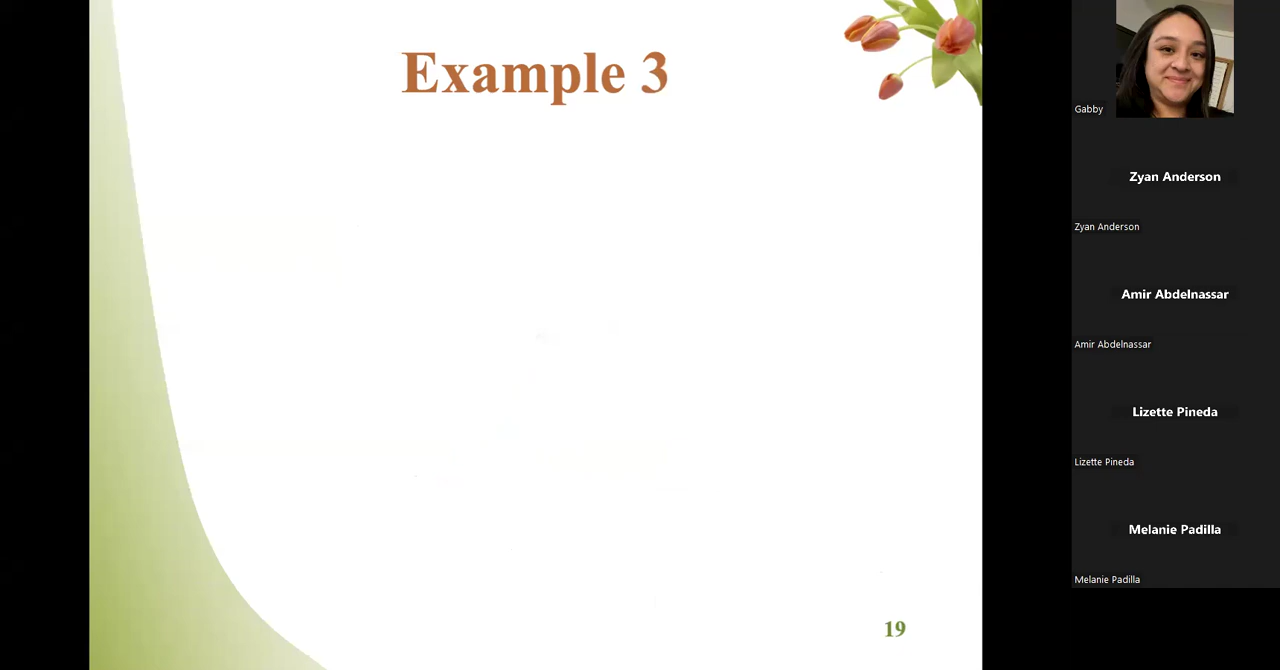 Example 3
19
Gabby
Zyan Anderson
Zyan Anderson
Amir Abdelnassar
Amir Abdelnassar
Lizette Pineda
Lizette Pineda
Melanie Padilla
Melanie Padilla